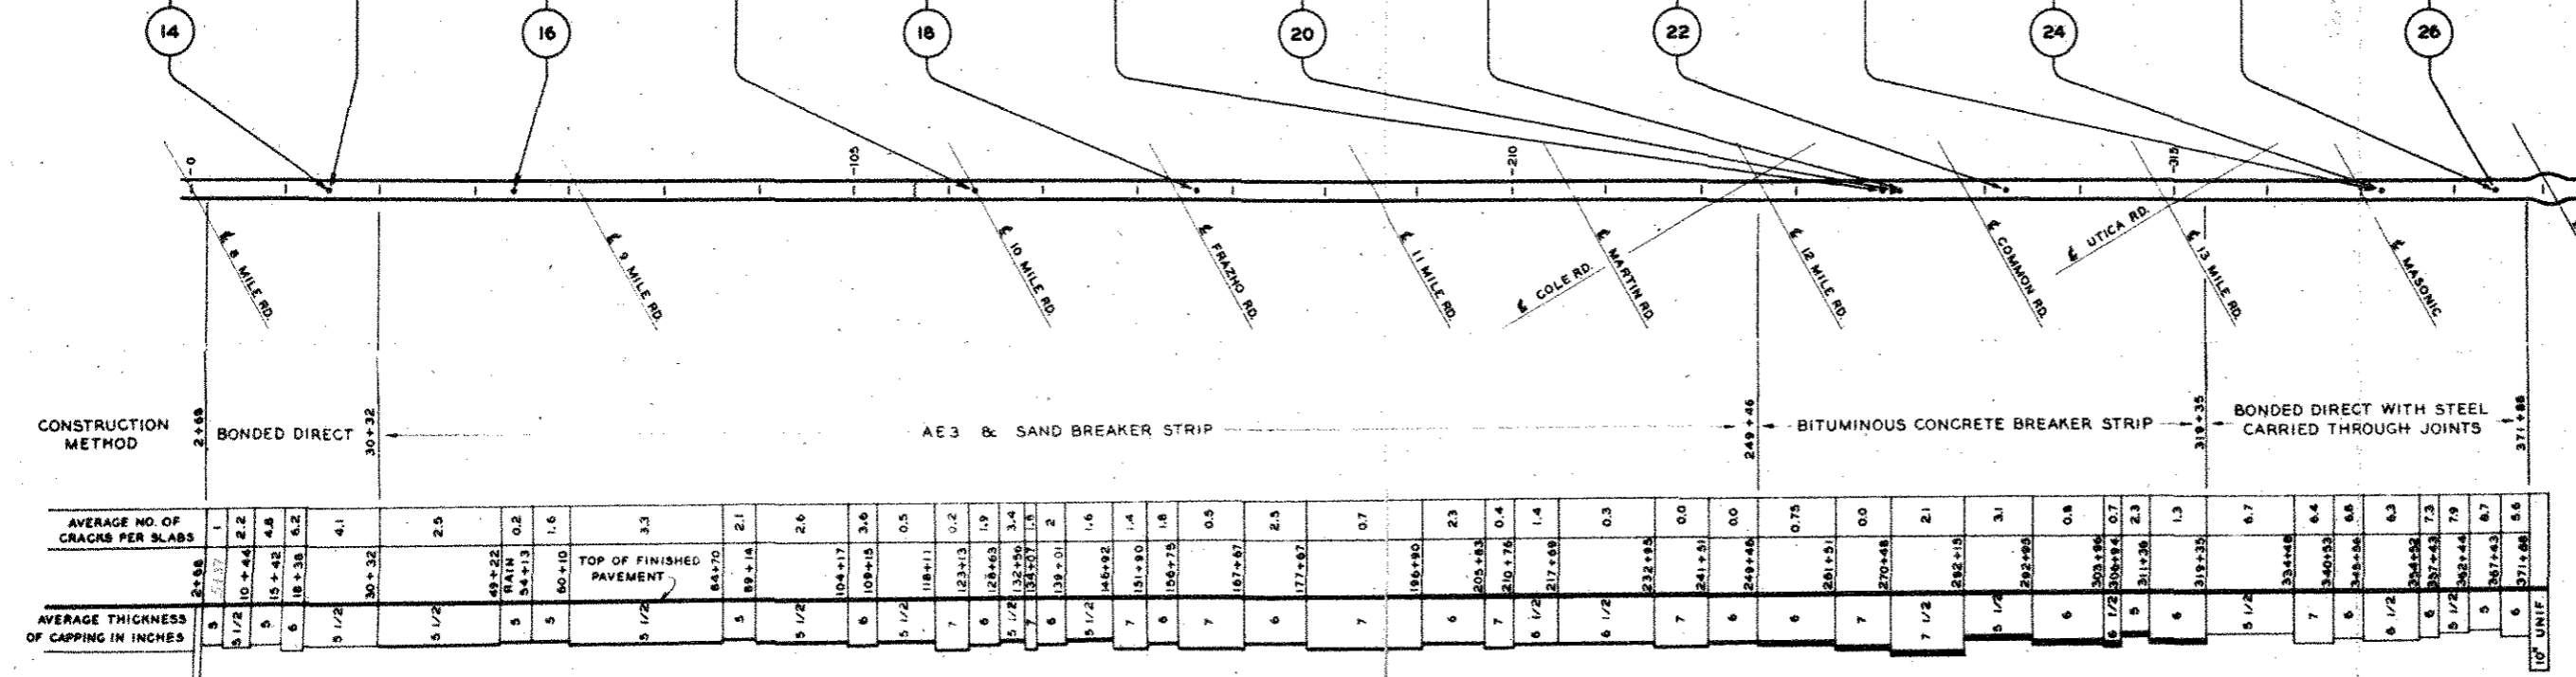 14
16
18
20
22
24
26
0
105
210
315
℄ 8 MILE RD.
℄ 9 MILE RD.
℄ 10 MILE RD.
℄ FRAZHO RD.
℄ 11 MILE RD.
℄ COLE RD.
℄ MARTIN RD.
℄ 12 MILE RD.
℄ COMMON RD.
℄ UTICA RD.
℄ 13 MILE RD.
℄ MASONIC
CONSTRUCTION
METHOD
2+68
BONDED DIRECT
30+32
AE3 & SAND BREAKER STRIP
249+46
BITUMINOUS CONCRETE BREAKER STRIP
319+35
BONDED DIRECT WITH STEEL
CARRIED THROUGH JOINTS
371+88
AVERAGE NO. OF
CRACKS PER SLABS
1 2.2 4.8 6.2 4.1 2.5 0.2 1.6 3.3 2.1 2.6 3.6 0.5 0.2 1.9 3.4 1.8 2 1.6 1.4 1.8 0.5 2.5 0.7 2.3 0.4 1.4 0.3 0.0 0.0 0.75 0.0 2.1 3.1 0.8 0.7 2.3 1.3 6.7 6.4 6.8 6.3 7.3 7.9 8.7 5.6
2+68 10+44 15+42 18+38 30+32 49+22 RAIN 54+13 60+10
TOP OF FINISHED
PAVEMENT
84+70 89+14 104+17 109+15 118+11 123+13 128+63 132+56 134+07 139+01 146+92 151+90 156+75 167+67 177+67 196+90 205+83 210+76 217+69 232+95 241+51 249+46 261+51 270+48 282+15 292+95 303+96 306+94 311+36 319+35 334+48 340+53 354+52 357+43 362+44 367+43 371+88
AVERAGE THICKNESS
OF CAPPING IN INCHES
5 5 1/2 5 6 5 1/2 5 1/2 5 5 5 1/2 5 5 1/2 6 5 1/2 7 6 5 1/2 7 6 5 1/2 7 6 7 6 7 6 7 6 1/2 6 1/2 7 6 6 7 7 1/2 5 1/2 6 6 1/2 5 6 5 1/2 7 6 6 1/2 6 5 1/2 5 6
10" UNIF.